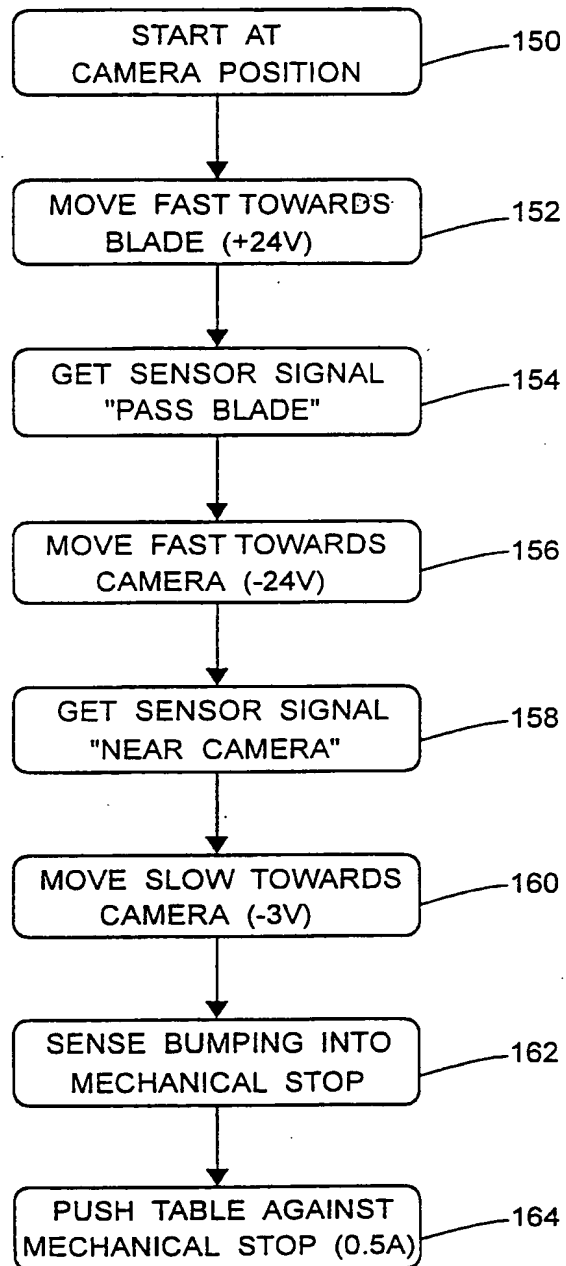 START AT
CAMERA POSITION
150
MOVE FAST TOWARDS
BLADE (+24V)
152
GET SENSOR SIGNAL
"PASS BLADE"
154
MOVE FAST TOWARDS
CAMERA (-24V)
156
GET SENSOR SIGNAL
"NEAR CAMERA"
158
MOVE SLOW TOWARDS
CAMERA (-3V)
160
SENSE BUMPING INTO
MECHANICAL STOP
162
PUSH TABLE AGAINST
MECHANICAL STOP (0.5A)
164